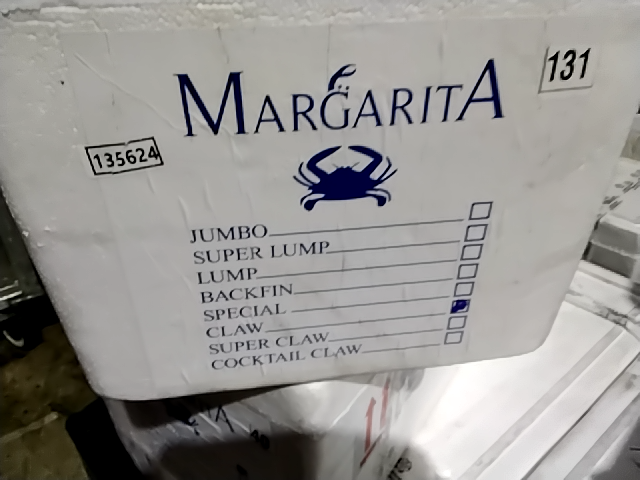 MARGARITA
131
135624
JUMBO
SUPER LUMP
LUMP
BACKFIN
SPECIAL
CLAW
SUPER CLAW
COCKTAIL CLAW